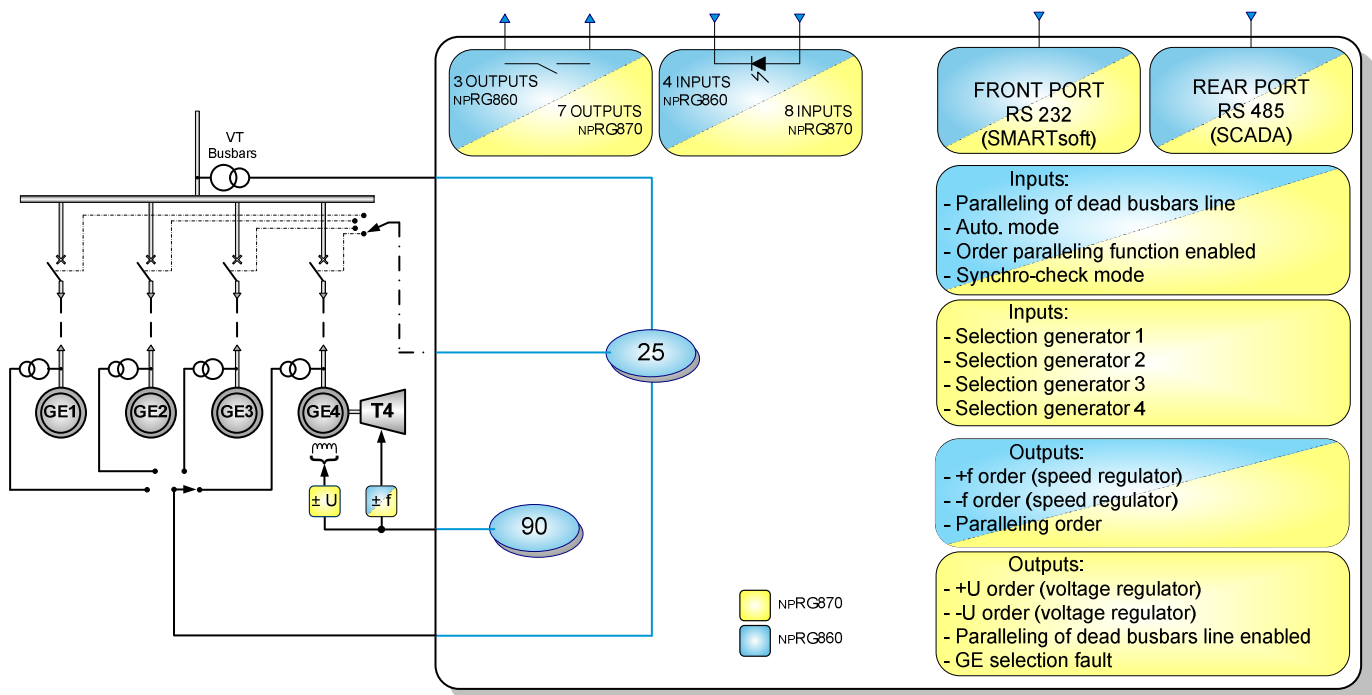 3 OUTPUTS
NPRG860
7 OUTPUTS
NPRG870
4 INPUTS
NPRG860
8 INPUTS
NPRG870
FRONT PORT
RS 232
(SMARTsoft)
REAR PORT
RS 485
(SCADA)
VT
Busbars
Inputs:
- Paralleling of dead busbars line
- Auto. mode
- Order paralleling function enabled
- Synchro-check mode
Inputs:
- Selection generator 1
- Selection generator 2
- Selection generator 3
- Selection generator 4
25
GE1
GE2
GE3
GE4
T4
± U
± f
90
Outputs:
- +f order (speed regulator)
- -f order (speed regulator)
- Paralleling order
Outputs:
- +U order (voltage regulator)
- -U order (voltage regulator)
- Paralleling of dead busbars line enabled
- GE selection fault
NPRG870
NPRG860